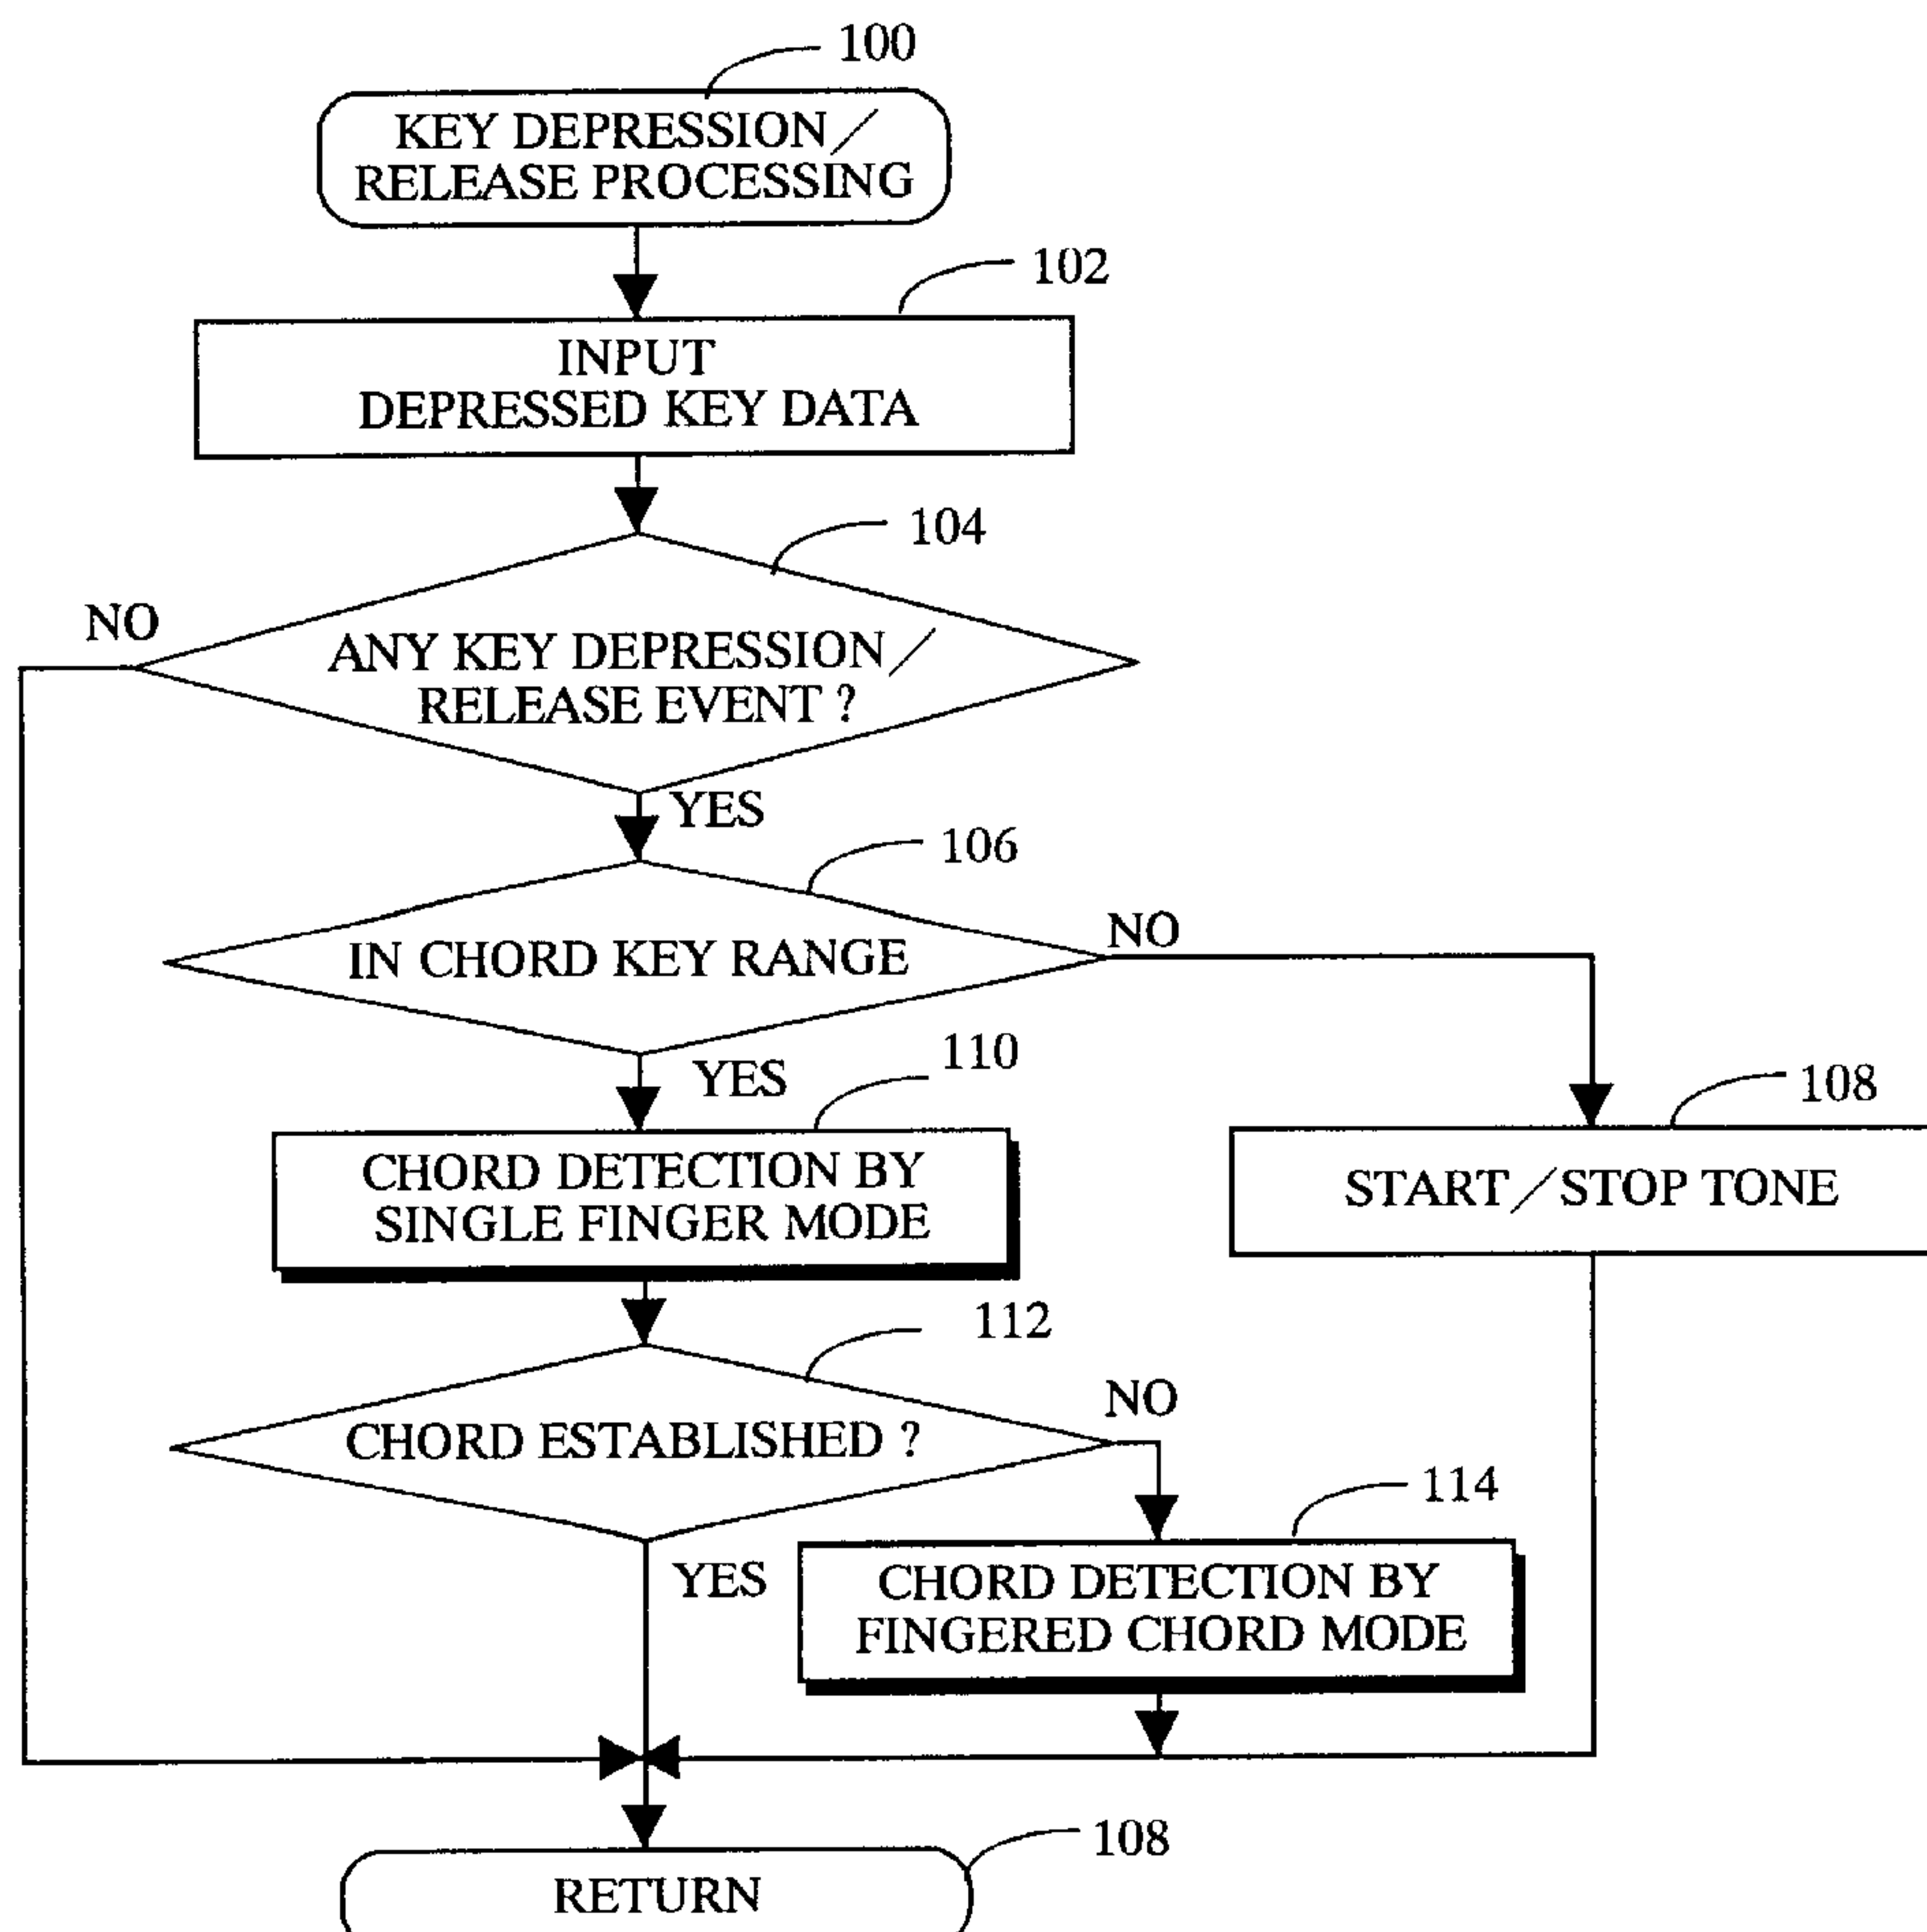 100
KEY DEPRESSION/
RELEASE PROCESSING
102
INPUT
DEPRESSED KEY DATA
104
NO
ANY KEY DEPRESSION/
RELEASE EVENT ?
YES
106
IN CHORD KEY RANGE
NO
YES
110
108
CHORD DETECTION BY
SINGLE FINGER MODE
START/STOP TONE
112
CHORD ESTABLISHED ?
NO
114
YES
CHORD DETECTION BY
FINGERED CHORD MODE
108
RETURN